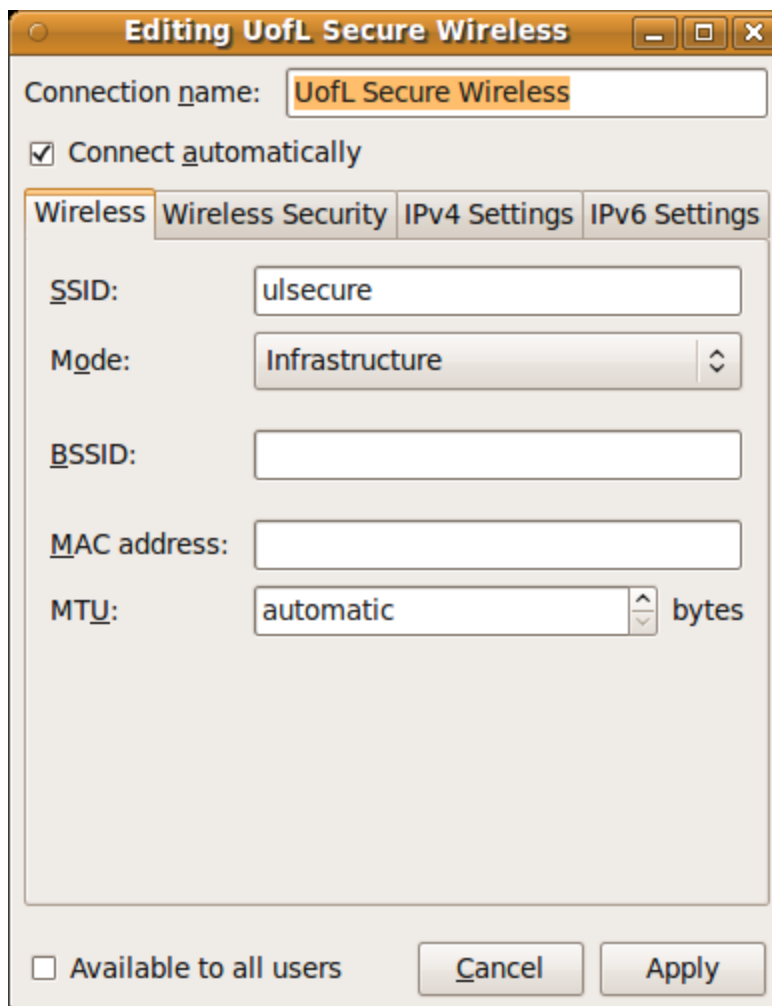 Editing UofL Secure Wireless
Connection name: UofL Secure Wireless
Connect automatically
Wireless Wireless Security IPv4 Settings IPv6 Settings
SSID: ulsecure
Mode: Infrastructure
BSSID:
MAC address:
MTU: automatic bytes
Available to all users Cancel Apply